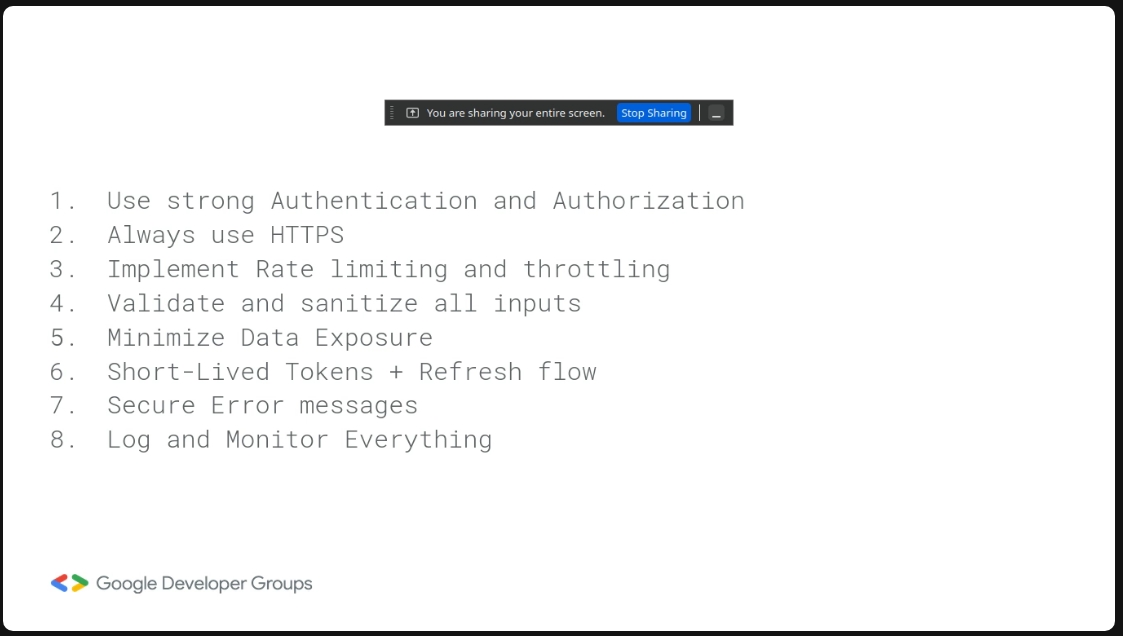 You are sharing your entire screen. Stop Sharing
1. Use strong Authentication and Authorization
2. Always use HTTPS
3. Implement Rate limiting and throttling
4. Validate and sanitize all inputs
5. Minimize Data Exposure
6. Short-Lived Tokens + Refresh flow
7. Secure Error messages
8. Log and Monitor Everything
Google Developer Groups